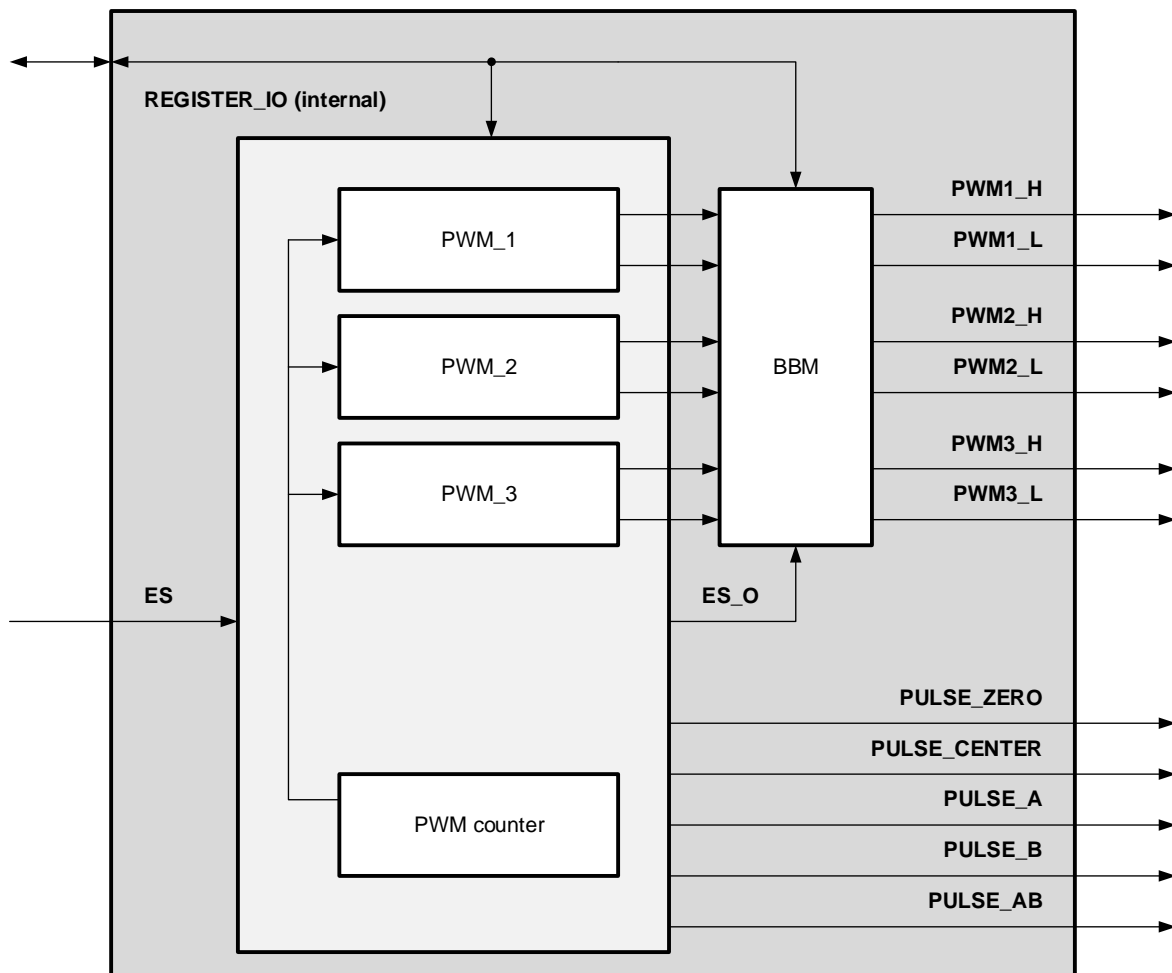 REGISTER_IO (internal)
PWM_1
PWM_2
PWM_3
PWM counter
BBM
PWM1_H
PWM1_L
PWM2_H
PWM2_L
PWM3_H
PWM3_L
ES
ES_O
PULSE_ZERO
PULSE_CENTER
PULSE_A
PULSE_B
PULSE_AB